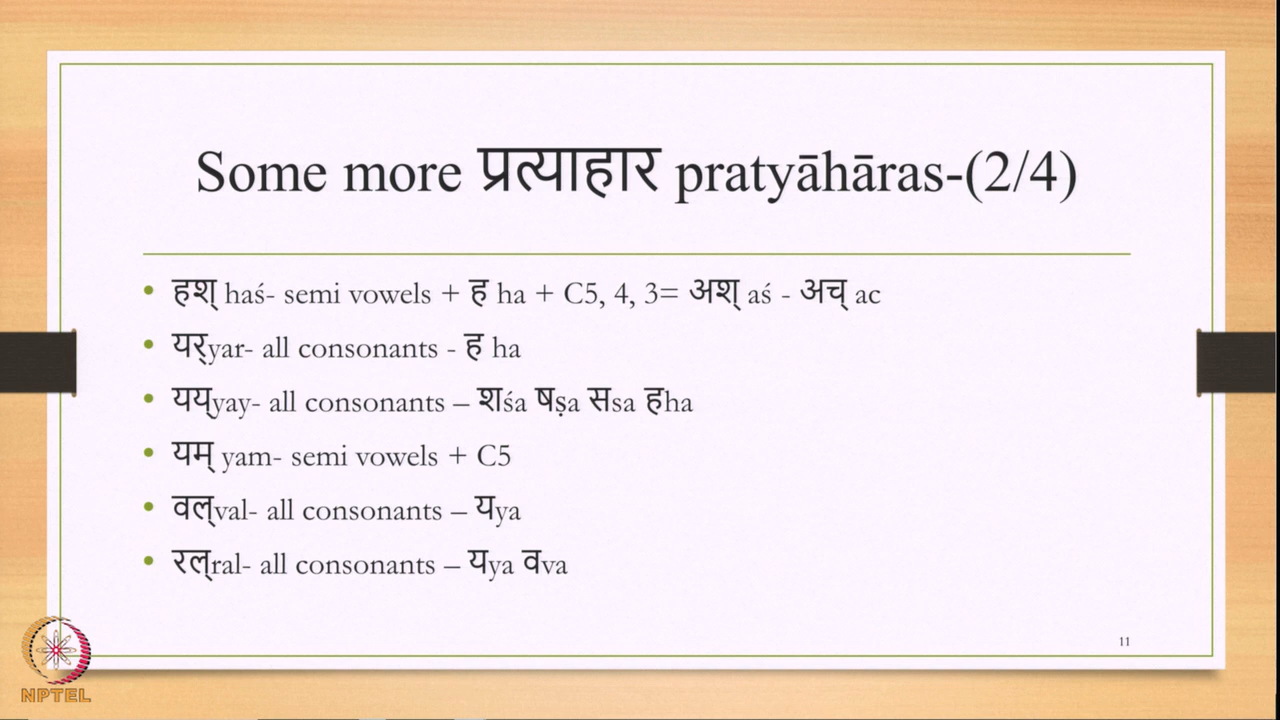 Some more प्रत्याहार pratyāhāras-(2/4)
• हश् haś- semi vowels + ह ha + C5, 4, 3= अश् aś - अच् ac
• यर्yar- all consonants - ह ha
• यय्yay- all consonants – शśa षṣa सsa हha
• यम् yam- semi vowels + C5
• वल्val- all consonants – यya
• रल्ral- all consonants – यya वva
11
NPTEL